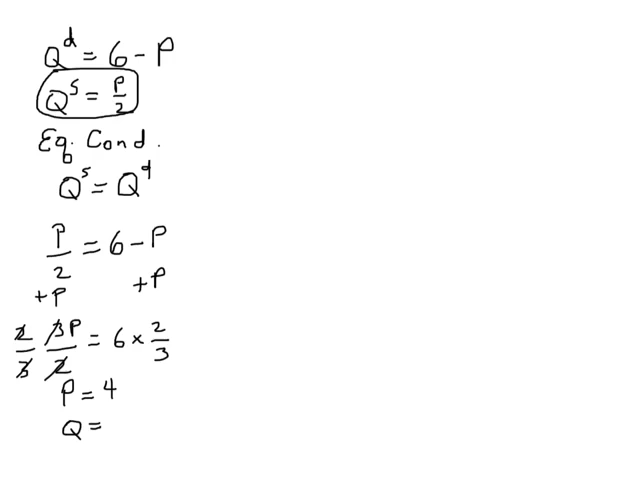 Q^d = 6 - P
Q^s = P/2
Eq. Cond.
Q^s = Q^d
P/2 = 6 - P
+P +P
2/3 3P/2 = 6 × 2/3
P = 4
Q =